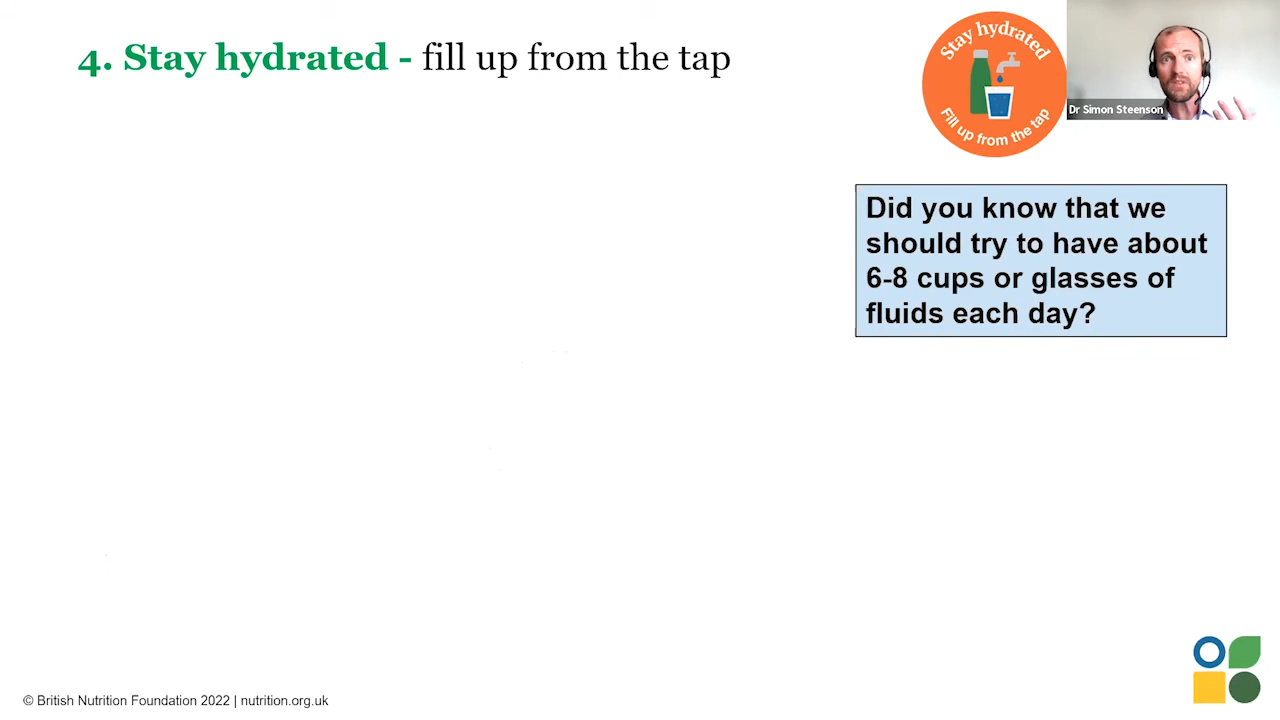 4. Stay hydrated - fill up from the tap
Stay hydrated
Fill up from the tap
Dr Simon Steenson
Did you know that we
should try to have about
6-8 cups or glasses of
fluids each day?
© British Nutrition Foundation 2022 | nutrition.org.uk